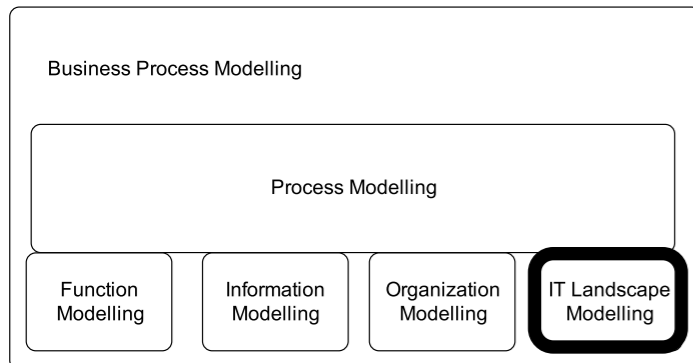 Business Process Modelling
Process Modelling
Function
Modelling
Information
Modelling
Organization
Modelling
IT Landscape
Modelling